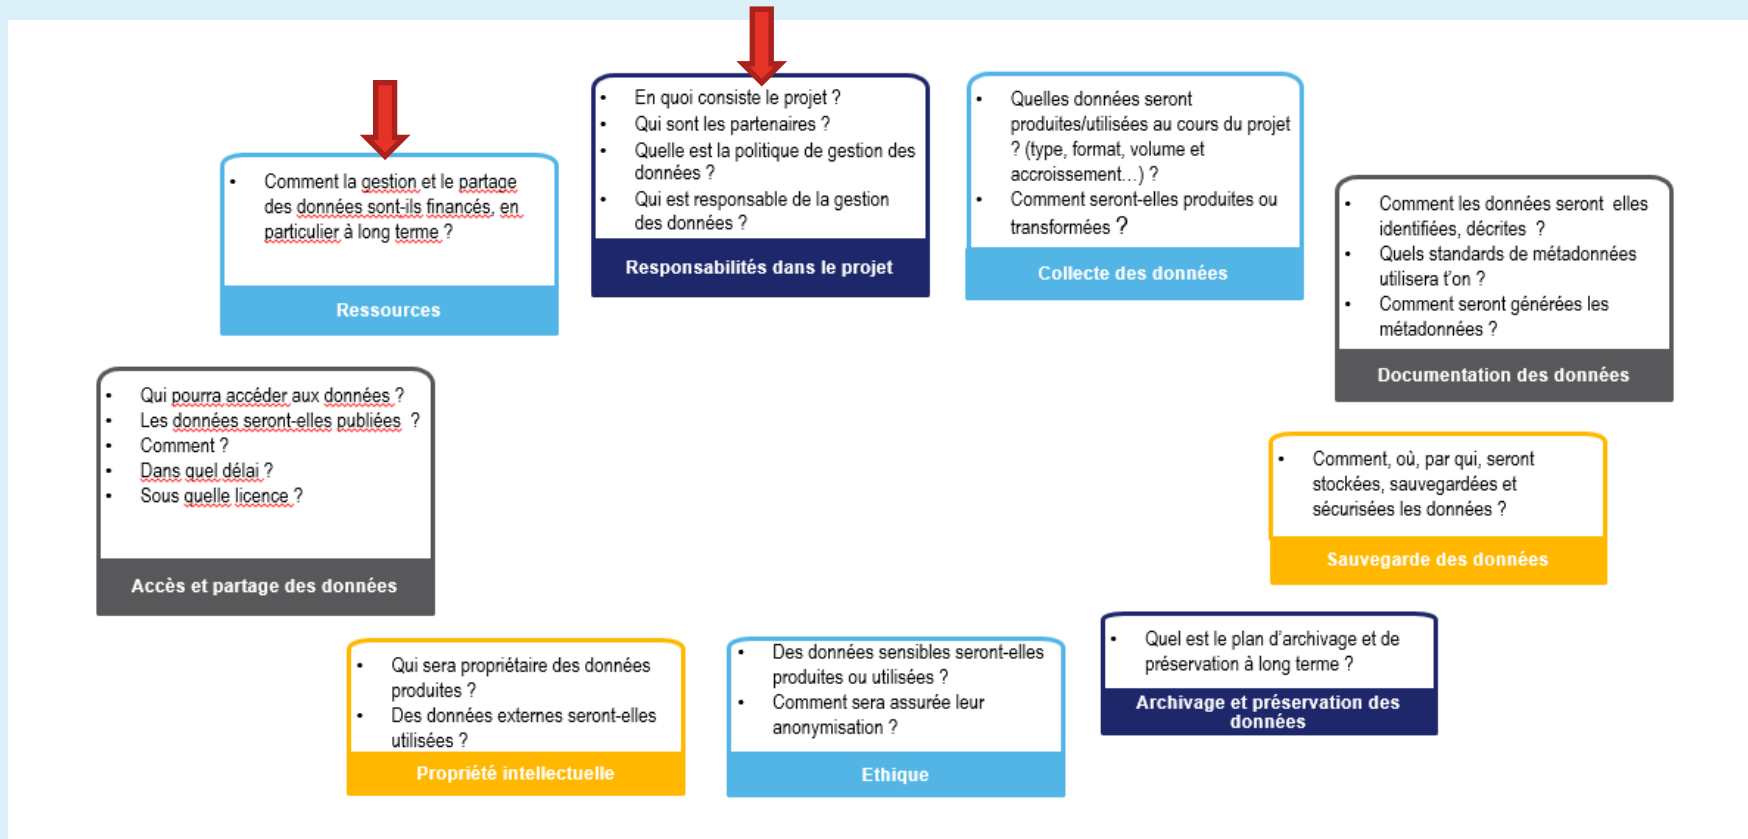 • Comment la gestion et le partage
des données sont-ils financés, en
particulier à long terme ?
Ressources
• En quoi consiste le projet ?
• Qui sont les partenaires ?
• Quelle est la politique de gestion des
données ?
• Qui est responsable de la gestion
des données ?
Responsabilités dans le projet
• Quelles données seront
produites/utilisées au cours du projet
? (type, format, volume et
accroissement…) ?
• Comment seront-elles produites ou
transformées ?
Collecte des données
• Comment les données seront elles
identifiées, décrites ?
• Quels standards de métadonnées
utilisera t’on ?
• Comment seront générées les
métadonnées ?
Documentation des données
• Comment, où, par qui, seront
stockées, sauvegardées et
sécurisées les données ?
Sauvegarde des données
• Quel est le plan d’archivage et de
préservation à long terme ?
Archivage et préservation des
données
• Des données sensibles seront-elles
produites ou utilisées ?
• Comment sera assurée leur
anonymisation ?
Ethique
• Qui sera propriétaire des données
produites ?
• Des données externes seront-elles
utilisées ?
Propriété intellectuelle
• Qui pourra accéder aux données ?
• Les données seront-elles publiées ?
• Comment ?
• Dans quel délai ?
• Sous quelle licence ?
Accès et partage des données